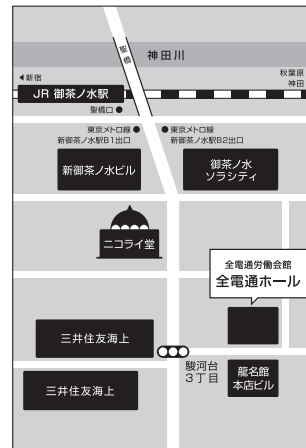 聖橋
神田川
◀新宿
秋葉原
神田
JR 御茶ノ水駅
聖橋口●
東京メトロ線●
新御茶ノ水駅B1出口
●東京メトロ線
新御茶ノ水駅B2出口
新御茶ノ水ビル
御茶ノ水
ソラシティ
ニコライ堂
全電通労働会館
全電通ホール
三井住友海上
駿河台
3丁目
龍名館
本店ビル
三井住友海上